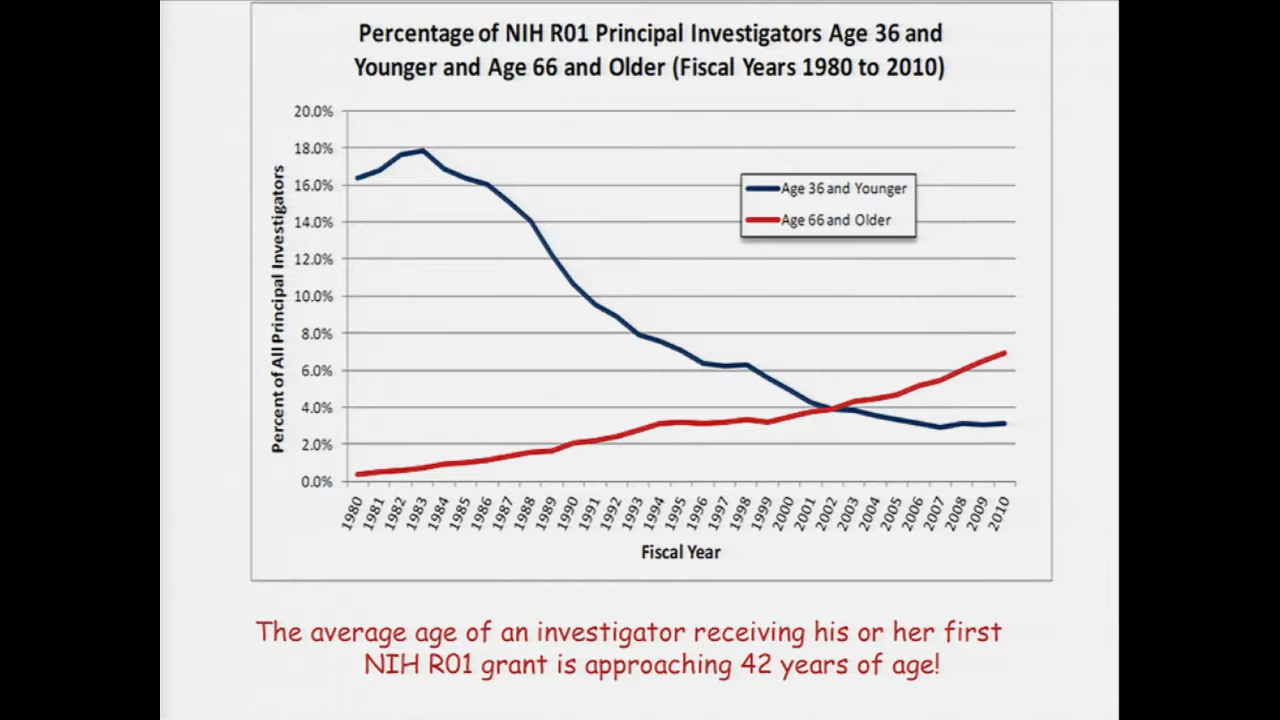 Percentage of NIH R01 Principal Investigators Age 36 and
Younger and Age 66 and Older (Fiscal Years 1980 to 2010)
Percent of All Principal Investigators
20.0%
18.0%
16.0%
14.0%
12.0%
10.0%
8.0%
6.0%
4.0%
2.0%
0.0%
Age 36 and Younger
Age 66 and Older
1980 1981 1982 1983 1984 1985 1986 1987 1988 1989 1990 1991 1992 1993 1994 1995 1996 1997 1998 1999 2000 2001 2002 2003 2004 2005 2006 2007 2008 2009 2010
Fiscal Year
The average age of an investigator receiving his or her first
NIH R01 grant is approaching 42 years of age!